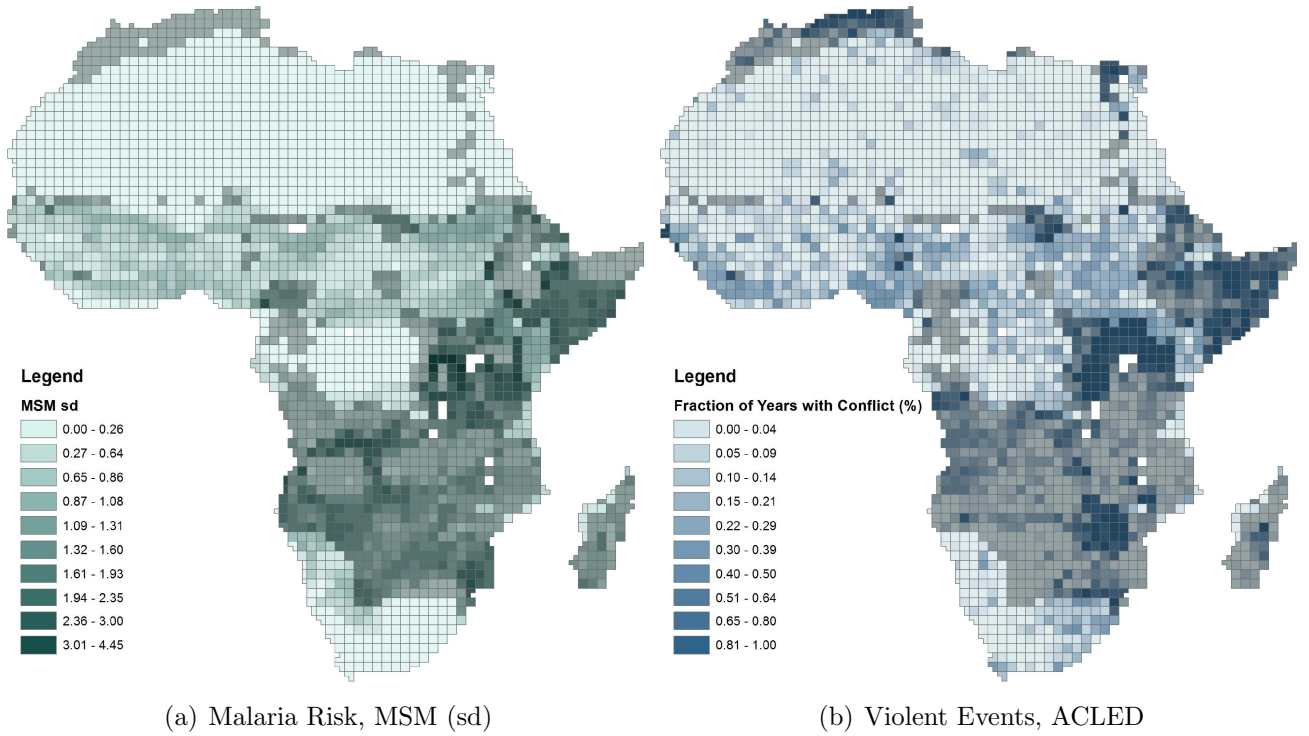 Legend
MSM sd
0.00 - 0.26
0.27 - 0.64
0.65 - 0.86
0.87 - 1.08
1.09 - 1.31
1.32 - 1.60
1.61 - 1.93
1.94 - 2.35
2.36 - 3.00
3.01 - 4.45
(a) Malaria Risk, MSM (sd)
Legend
Fraction of Years with Conflict (%)
0.00 - 0.04
0.05 - 0.09
0.10 - 0.14
0.15 - 0.21
0.22 - 0.29
0.30 - 0.39
0.40 - 0.50
0.51 - 0.64
0.65 - 0.80
0.81 - 1.00
(b) Violent Events, ACLED